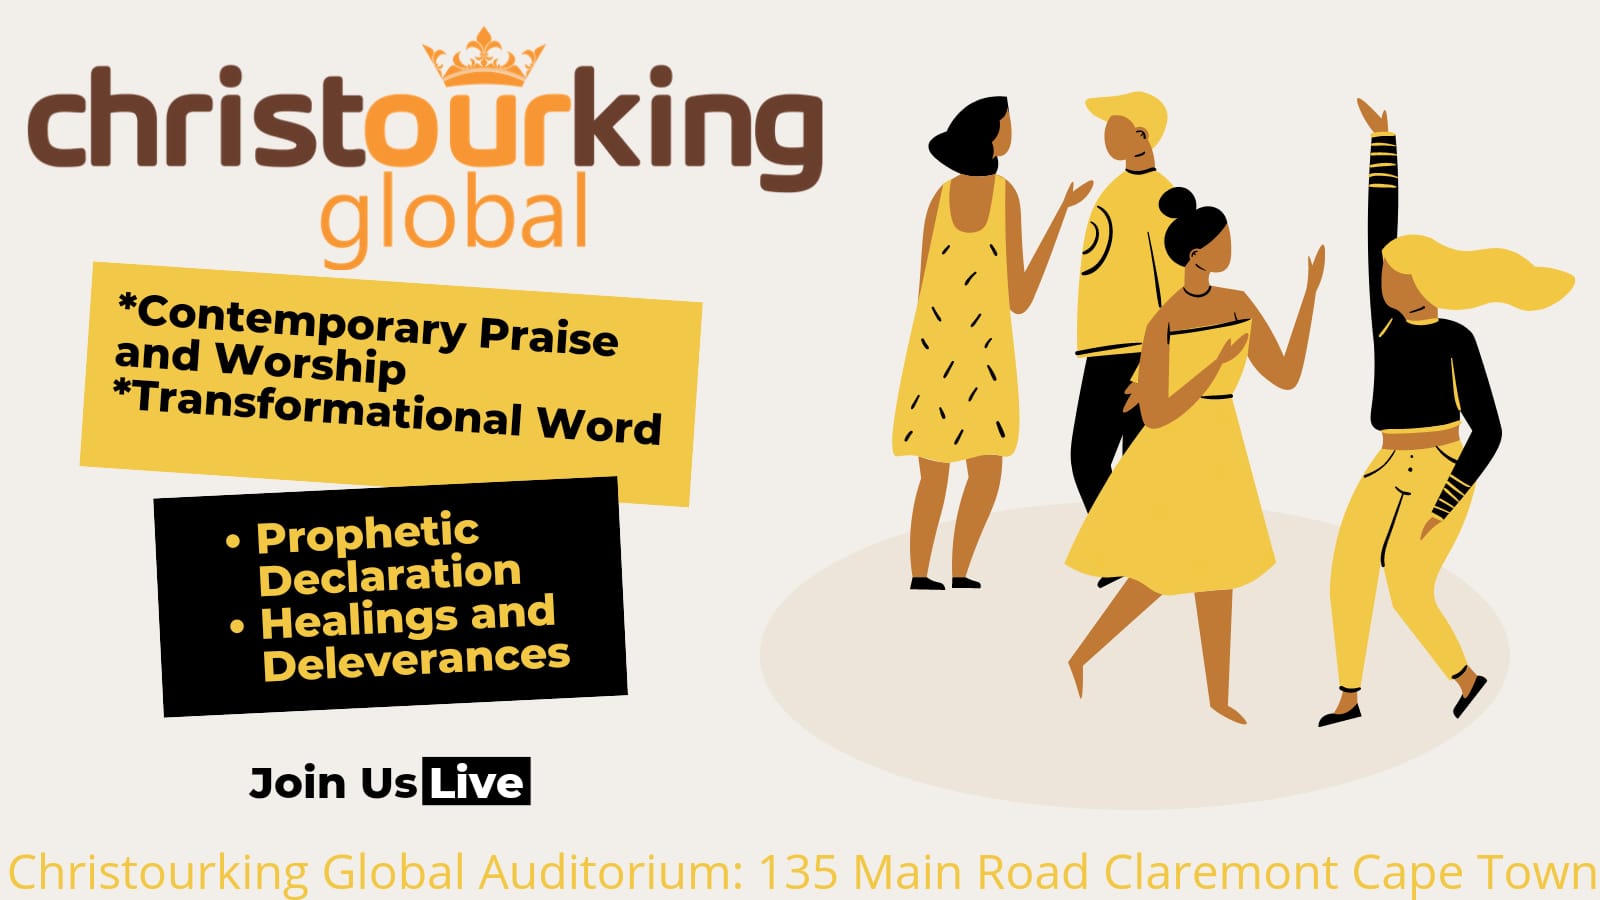 christourking
global
*Contemporary Praise
and Worship
*Transformational Word
• Prophetic
Declaration
• Healings and
Deleverances
Join Us Live
Christourking Global Auditorium: 135 Main Road Claremont Cape Town